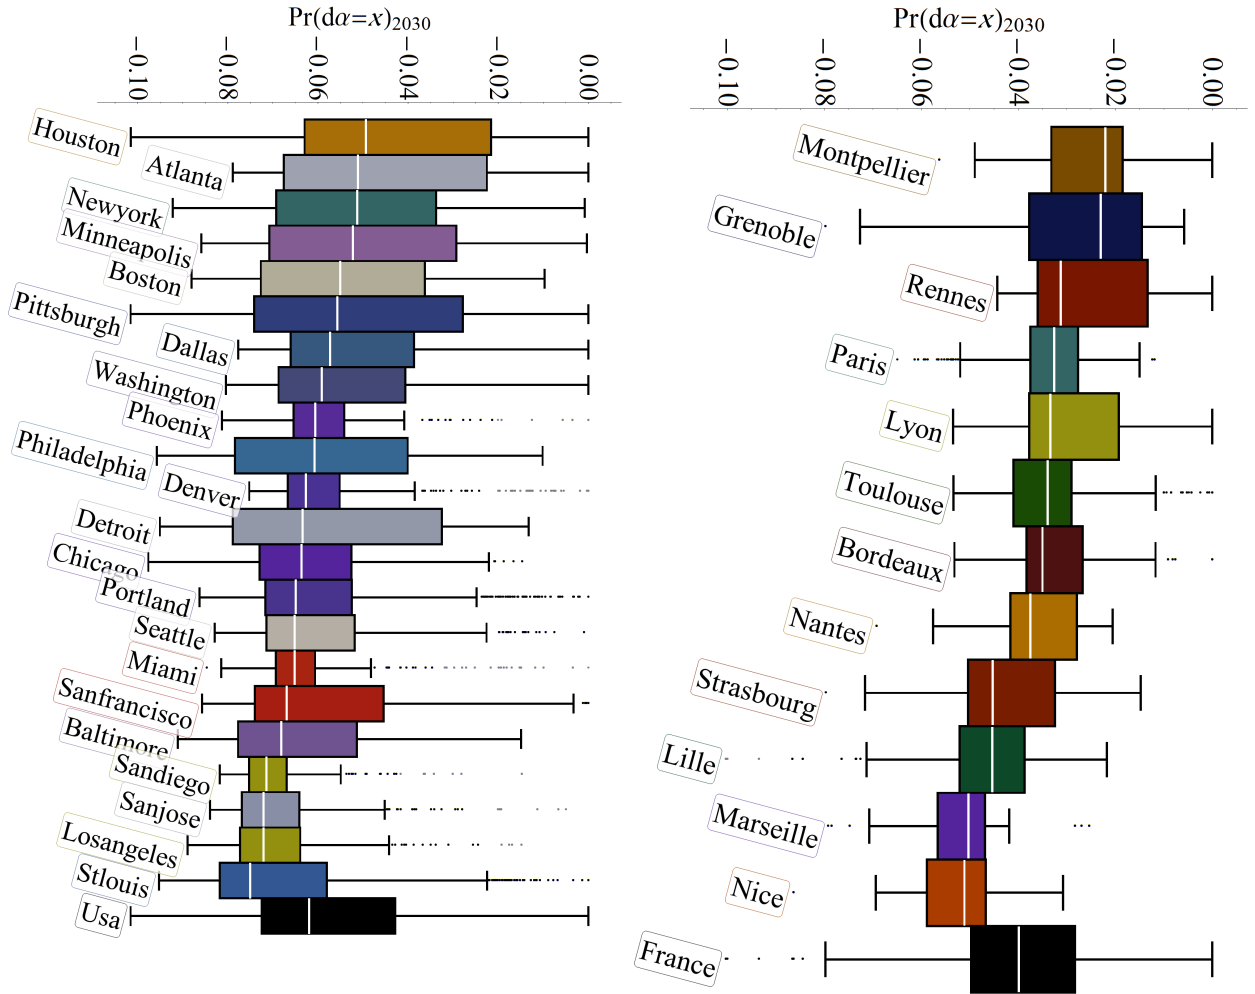 Pr(dα=x)2030
-0.10
-0.08
-0.06
-0.04
-0.02
0.00
Houston
Atlanta
Newyork
Minneapolis
Boston
Pittsburgh
Dallas
Washington
Phoenix
Philadelphia
Denver
Detroit
Chicago
Portland
Seattle
Miami
Sanfrancisco
Baltimore
Sandiego
Sanjose
Losangeles
Stlouis
Usa
Pr(dα=x)2030
-0.10
-0.08
-0.06
-0.04
-0.02
0.00
Montpellier
Grenoble
Rennes
Paris
Lyon
Toulouse
Bordeaux
Nantes
Strasbourg
Lille
Marseille
Nice
France